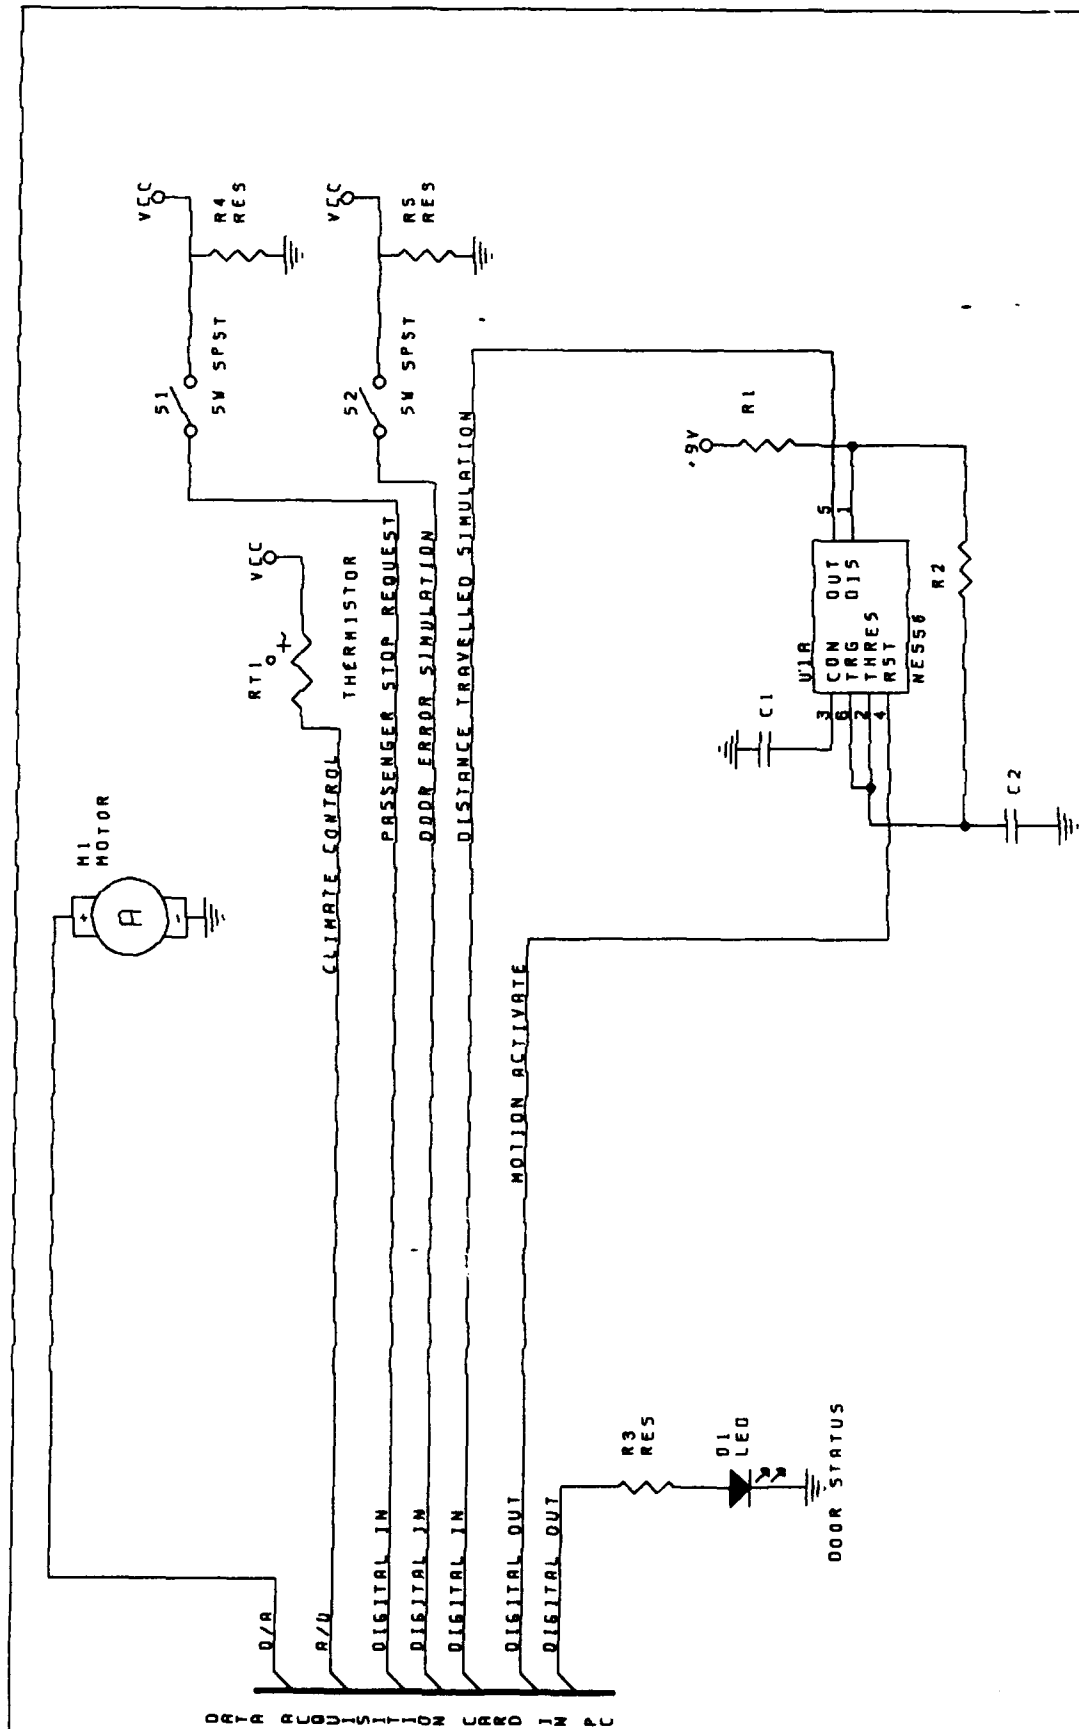 DATA ACQUISITION CARD IN PC
D/A
A/D
DIGITAL IN
DIGITAL IN
DIGITAL IN
DIGITAL OUT
DIGITAL OUT
M1
MOTOR
+
A
-
CLIMATE CONTROL
RT1
THERMISTOR
VCC
PASSENGER STOP REQUEST
S1
SW SPST
VCC
R4
RES
DOOR ERROR SIMULATION
S2
SW SPST
VCC
R5
RES
DISTANCE TRAVELLED SIMULATION
MOTION ACTIVATE
R3
RES
D1
LED
DOOR STATUS
C1
3
6
2
4
U1A
CON
TRG
THRES
RST
OUT
DIS
NE556
5
1
+9V
R1
R2
C2